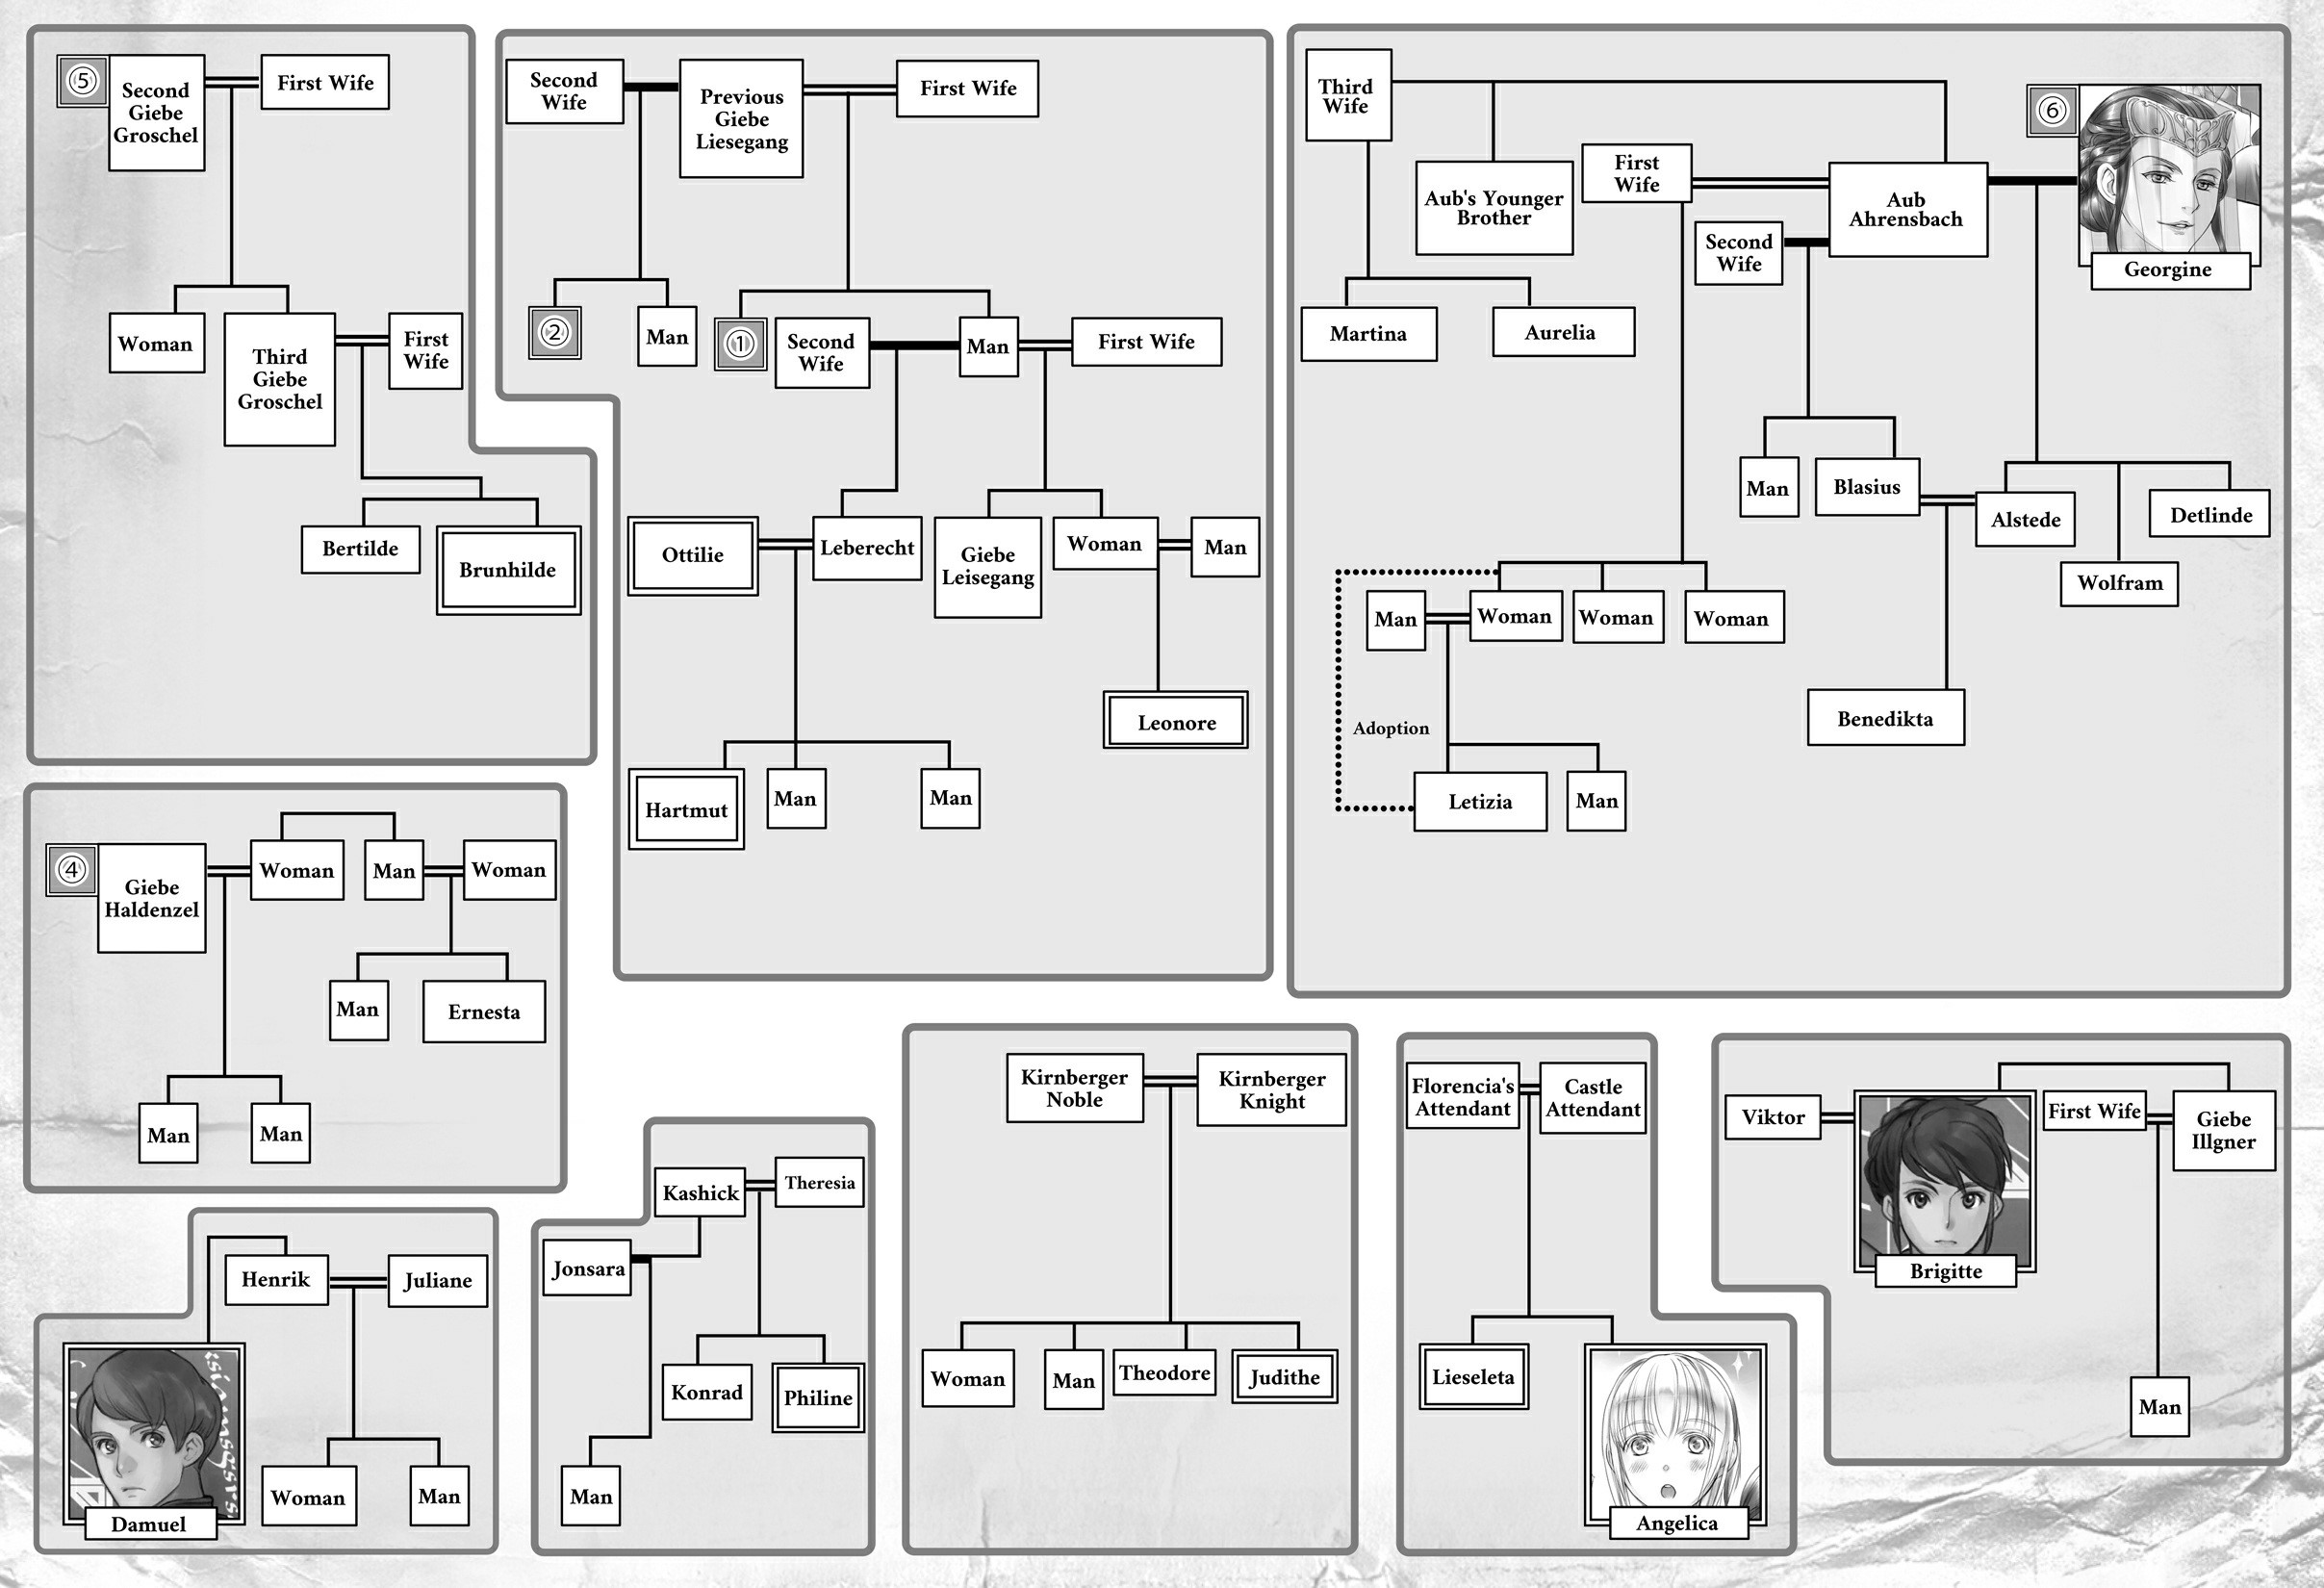 ⑤
Second
Giebe
Groschel
First Wife
Woman
Third
Giebe
Groschel
First
Wife
Bertilde
Brunhilde
Second
Wife
Previous
Giebe
Liesegang
First Wife
②
Man
①
Second
Wife
Man
First Wife
Ottilie
Leberecht
Giebe
Leisegang
Woman
Man
Leonore
Hartmut
Man
Man
Third
Wife
Aub's Younger
Brother
First
Wife
Second
Wife
Aub
Ahrensbach
⑥
Georgine
Martina
Aurelia
Man
Blasius
Alstede
Detlinde
Wolfram
Man
Woman
Woman
Woman
Adoption
Benedikta
Letizia
Man
④
Giebe
Haldenzel
Woman
Man
Woman
Man
Ernesta
Man
Man
Henrik
Juliane
Damuel
Woman
Man
Kashick
Theresia
Jonsara
Konrad
Philine
Man
Kirnberger
Noble
Kirnberger
Knight
Woman
Man
Theodore
Judithe
Florencia's
Attendant
Castle
Attendant
Lieseleta
Angelica
Viktor
Brigitte
First Wife
Giebe
Illgner
Man